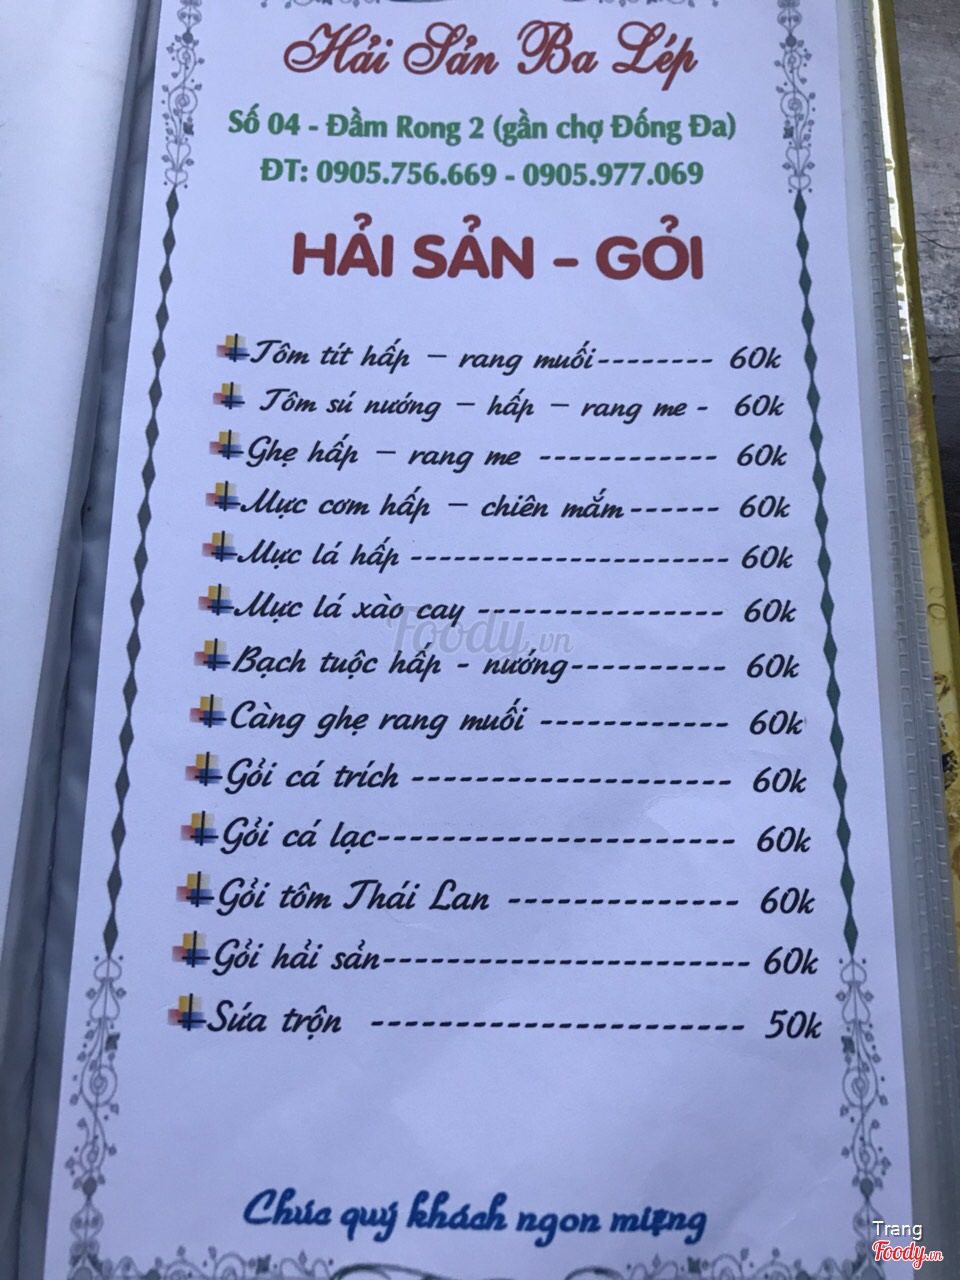 Hải Sản Ba Lép
Số 04 - Đầm Rong 2 (gần chợ Đống Đa)
ĐT: 0905.756.669 - 0905.977.069
HẢI SẢN - GỎI
Tôm tít hấp – rang muối-------- 60k
Tôm sú nướng – hấp – rang me - 60k
Ghẹ hấp – rang me ------------ 60k
Mực cơm hấp – chiên mắm------ 60k
Mực lá hấp --------------------- 60k
Mực lá xào cay ---------------- 60k
Foody.vn
Bạch tuộc hấp - nướng---------- 60k
Càng ghẹ rang muối ------------ 60k
Gỏi cá trích --------------------- 60k
Gỏi cá lạc----------------------- 60k
Gỏi tôm Thái Lan -------------- 60k
Gỏi hải sản----------------------- 60k
Sứa trộn ---------------------- 50k
Chúc quý khách ngon miệng
Trang
Foody.vn